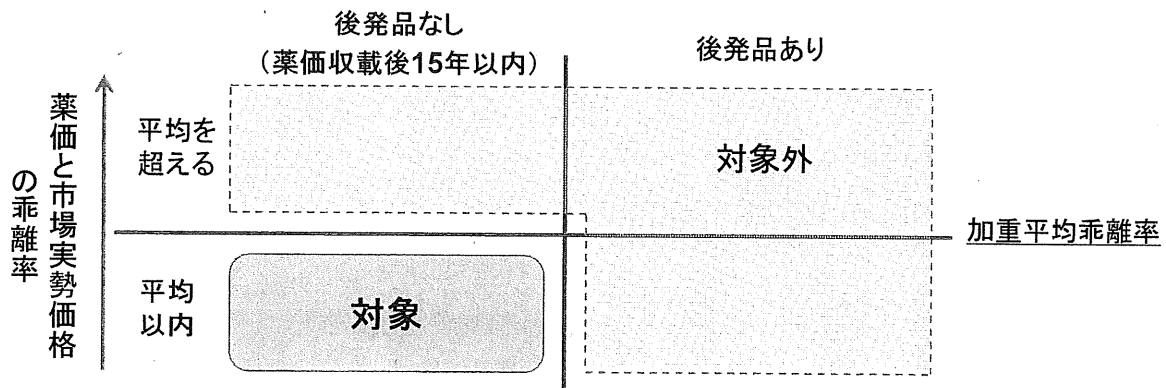 後発品なし
(薬価収載後15年以内)
後発品あり
薬価と市場実勢価格
の乖離率
平均を
超える
対象外
加重平均乖離率
平均
以内
対象